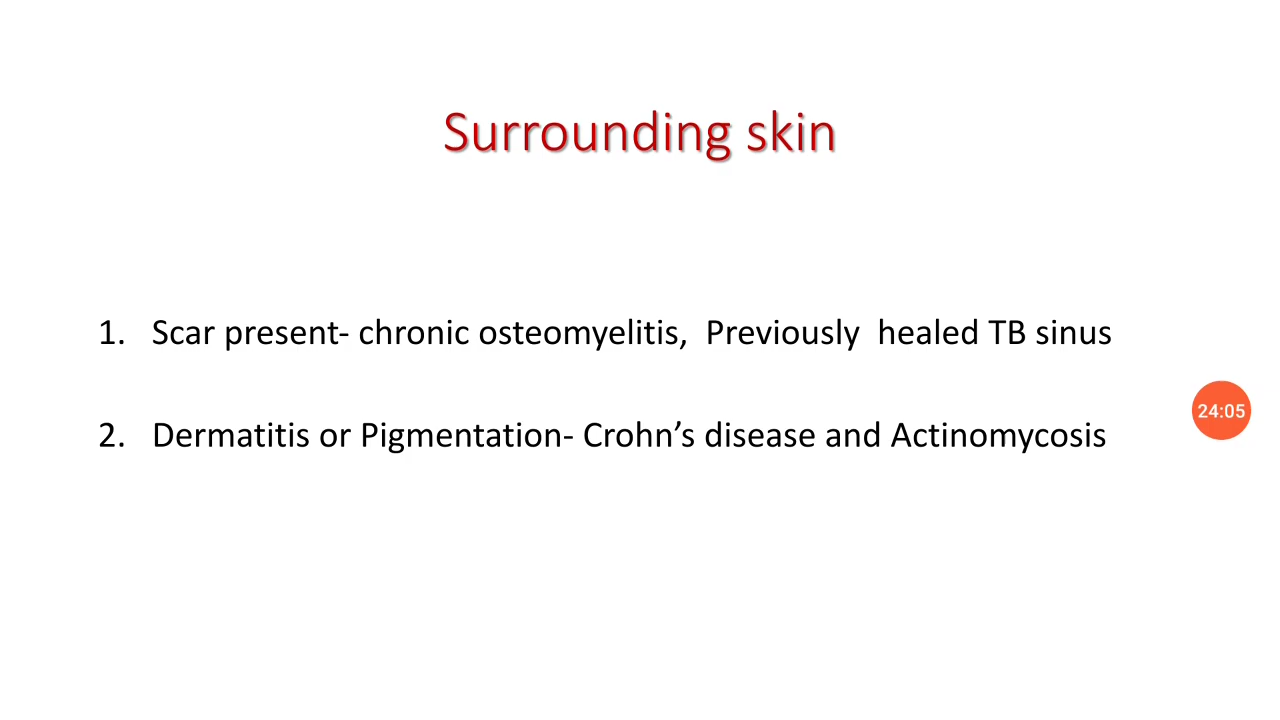 Surrounding skin
1. Scar present- chronic osteomyelitis, Previously healed TB sinus
24:05
2. Dermatitis or Pigmentation- Crohn’s disease and Actinomycosis